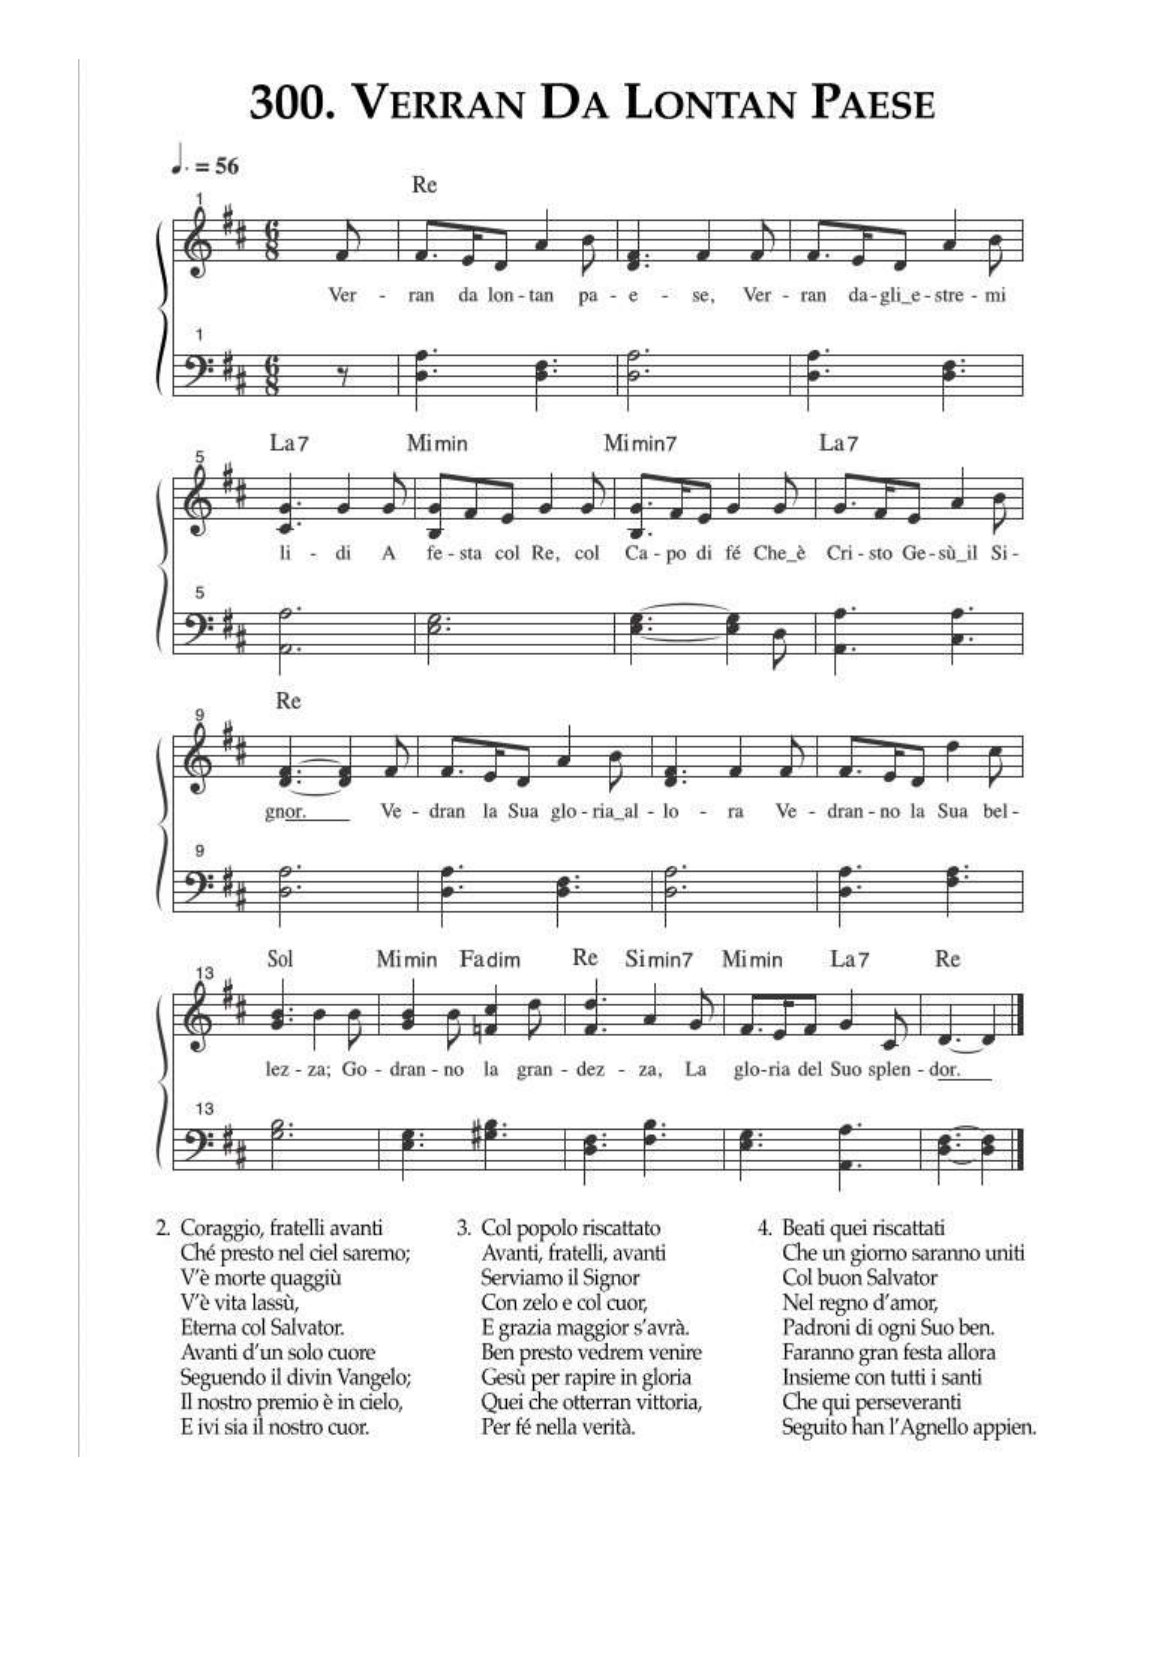 300. Verran Da Lontan Paese
♩. = 56
Re
1
6 8
Ver - ran da lon - tan pa - e - se, Ver - ran da - gli_e - stre - mi
1
6 8
La7 Mimin Mimin7 La7
5
li - di A fe - sta col Re, col Ca - po di fé Che_è Cri - sto Ge - sù_il Si -
5
Re
9
gnor. Ve - dran la Sua glo - ria_al - lo - ra Ve - dran - no la Sua bel -
9
Sol Mimin Fadim Re Simin7 Mimin La7 Re
13
lez - za; Go - dran - no la gran - dez - za, La glo-ria del Suo splen - dor.
13
2. Coraggio, fratelli avanti
Ché presto nel ciel saremo;
V'è morte quaggiù
V'è vita lassù,
Eterna col Salvator.
Avanti d'un solo cuore
Seguendo il divin Vangelo;
Il nostro premio è in cielo,
E ivi sia il nostro cuor.
3. Col popolo riscattato
Avanti, fratelli, avanti
Serviamo il Signor
Con zelo e col cuor,
E grazia maggior s'avrà.
Ben presto vedrem venire
Gesù per rapire in gloria
Quei che otterran vittoria,
Per fé nella verità.
4. Beati quei riscattati
Che un giorno saranno uniti
Col buon Salvator
Nel regno d'amor,
Padroni di ogni Suo ben.
Faranno gran festa allora
Insieme con tutti i santi
Che qui perseveranti
Seguito han l'Agnello appien.